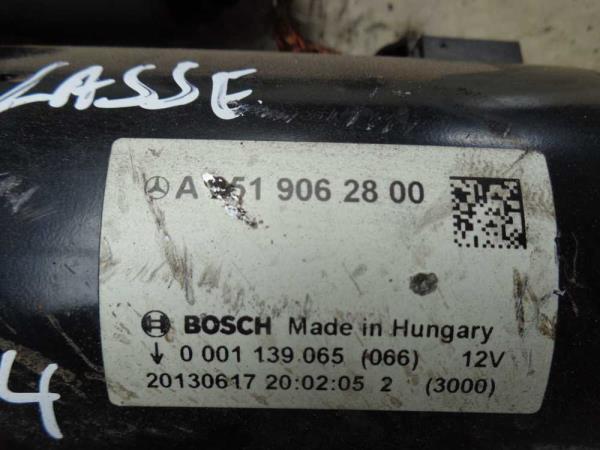 LASSE
A 51 906 28 00
BOSCH Made in Hungary
0 001 139 065 (066) 12V
20130617 20:02:05 2 (3000)
4